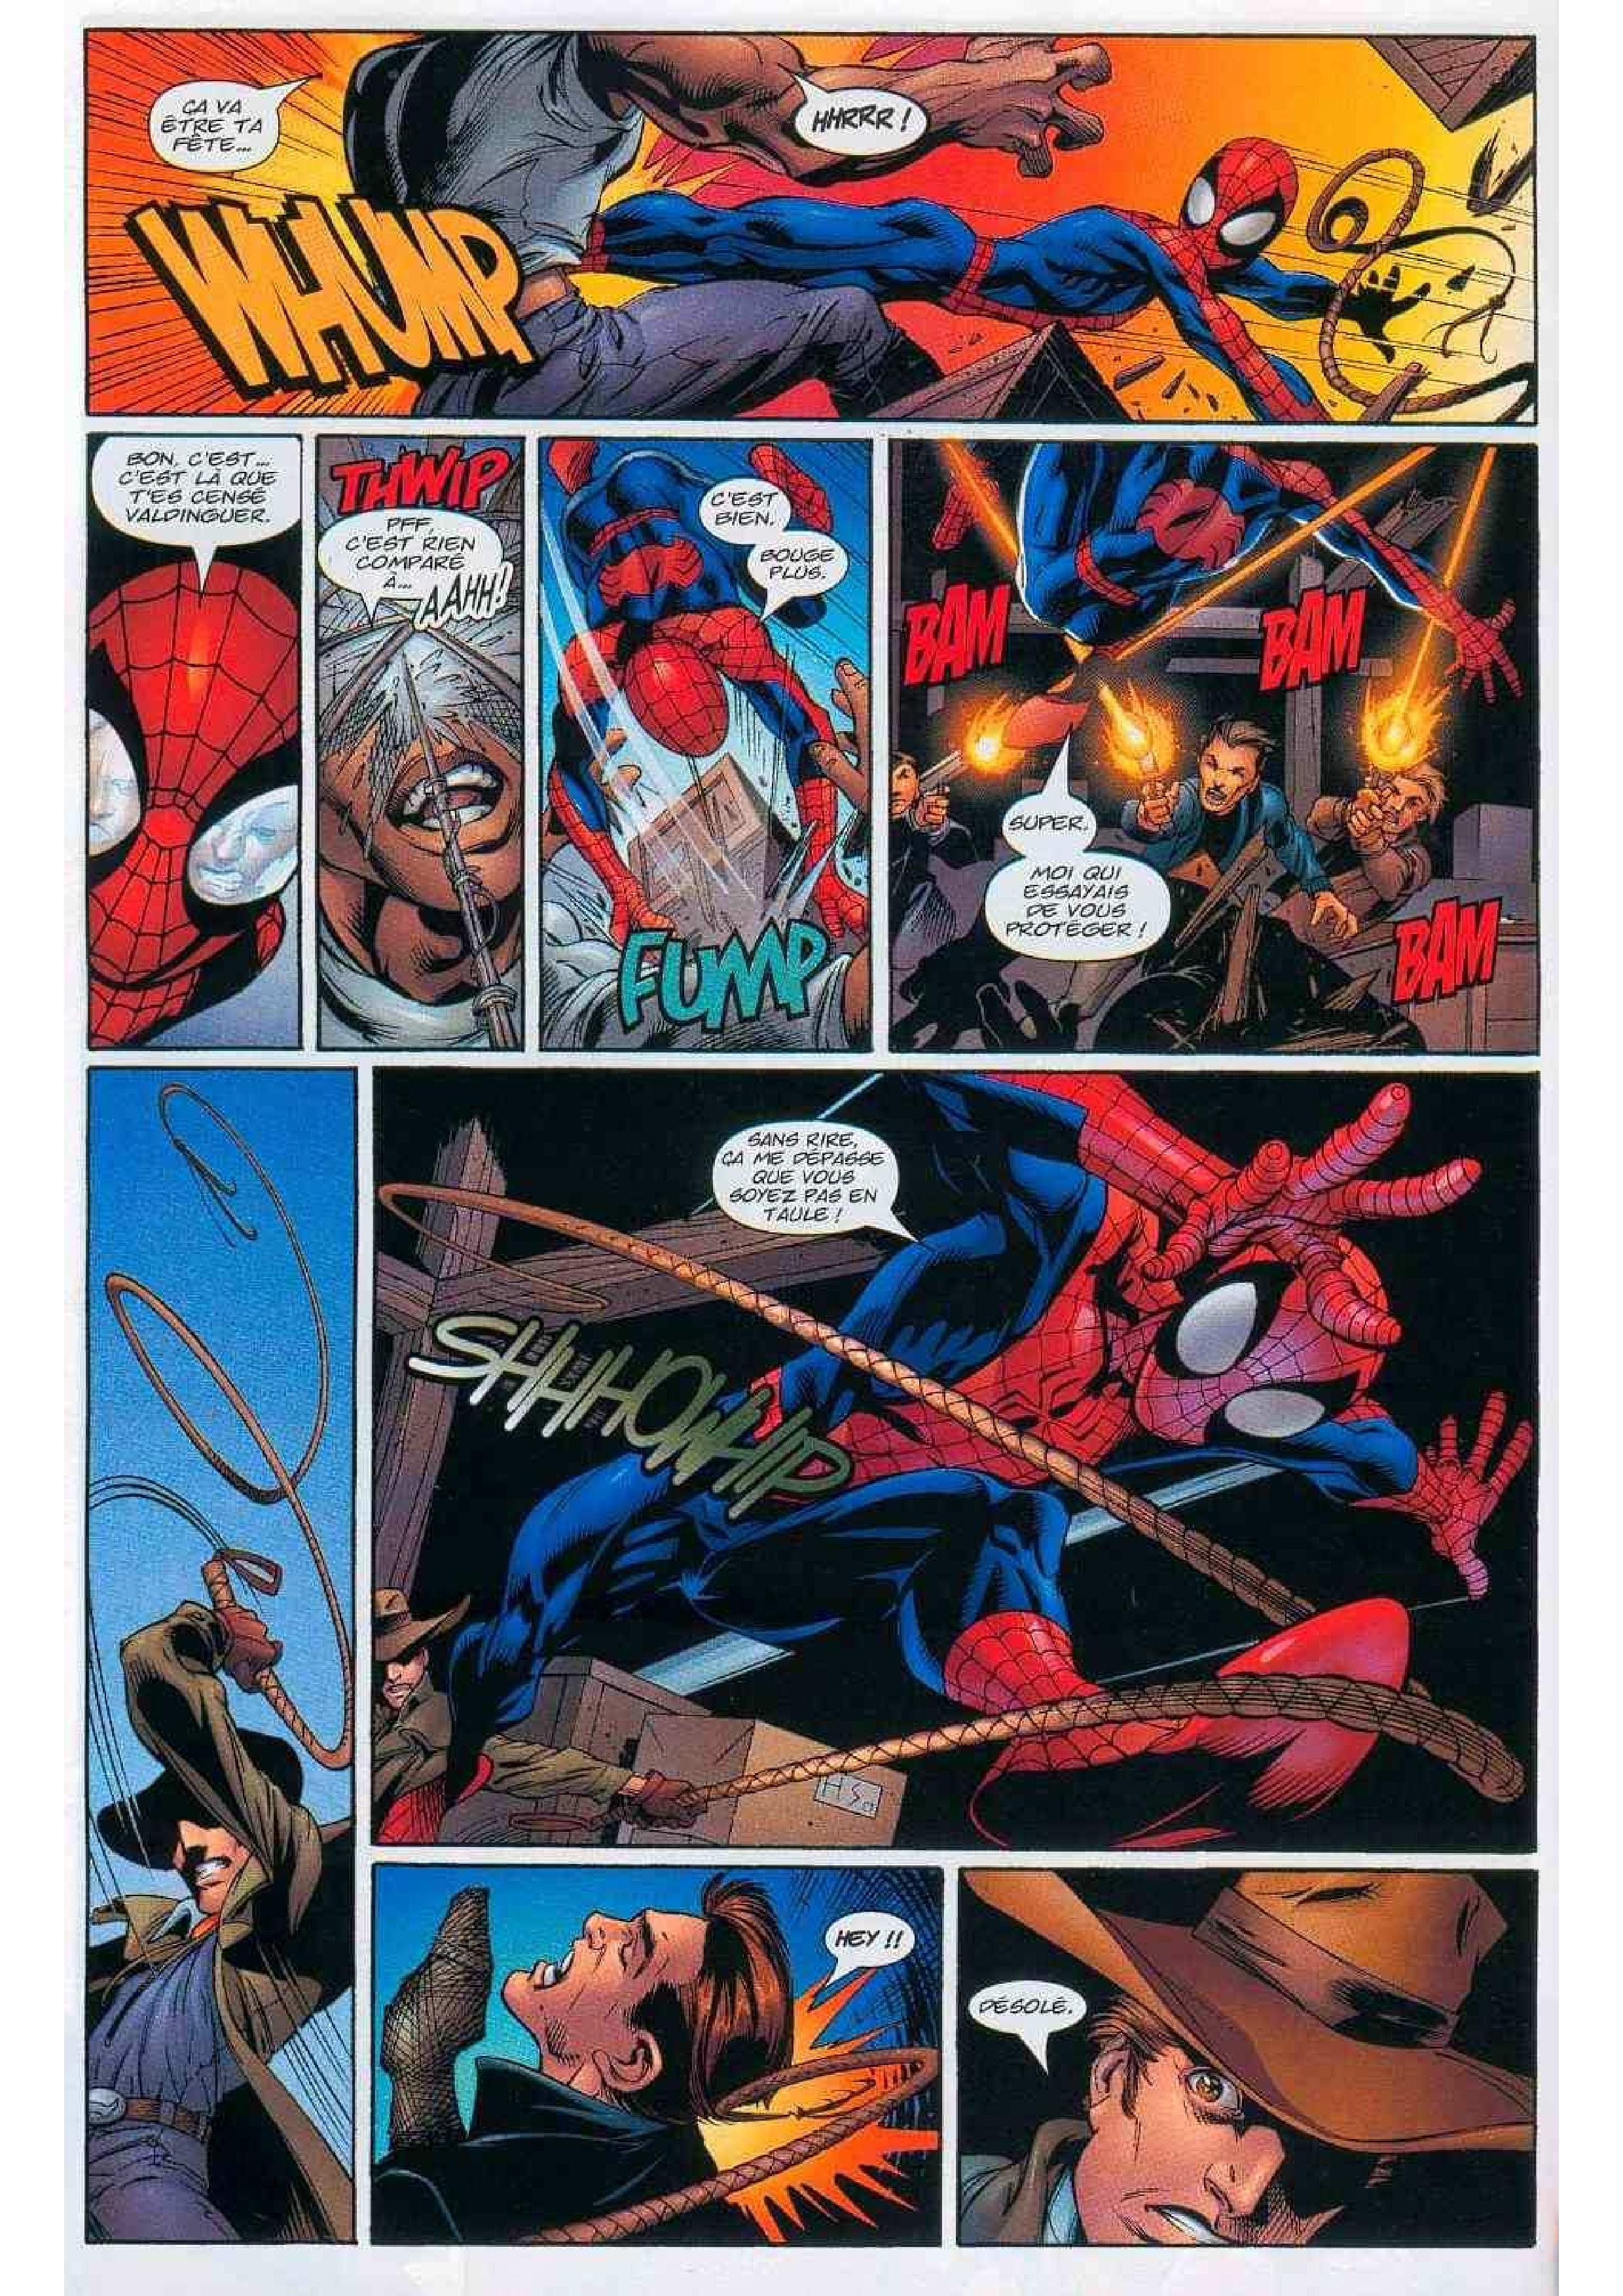 ÇA VA
ÊTRE TA
FÊTE...
HHRRR !
WHUMP
BON, C'EST...
C'EST LÀ QUE
T'ES CENSÉ
VALDINGUER.
THWIP
PFF,
C'EST RIEN
COMPARÉ
À...
AAHH!
C'EST
BIEN.
BOUGE
PLUS.
FUMP
BAM
BAM
SUPER.
MOI QUI
ESSAYAIS
DE VOUS
PROTÉGER !
BAM
SANS RIRE,
ÇA ME DÉPASSE
QUE VOUS
SOYEZ PAS EN
TAULE !
SHHHOWHIP
HEY !!
DÉSOLÉ.